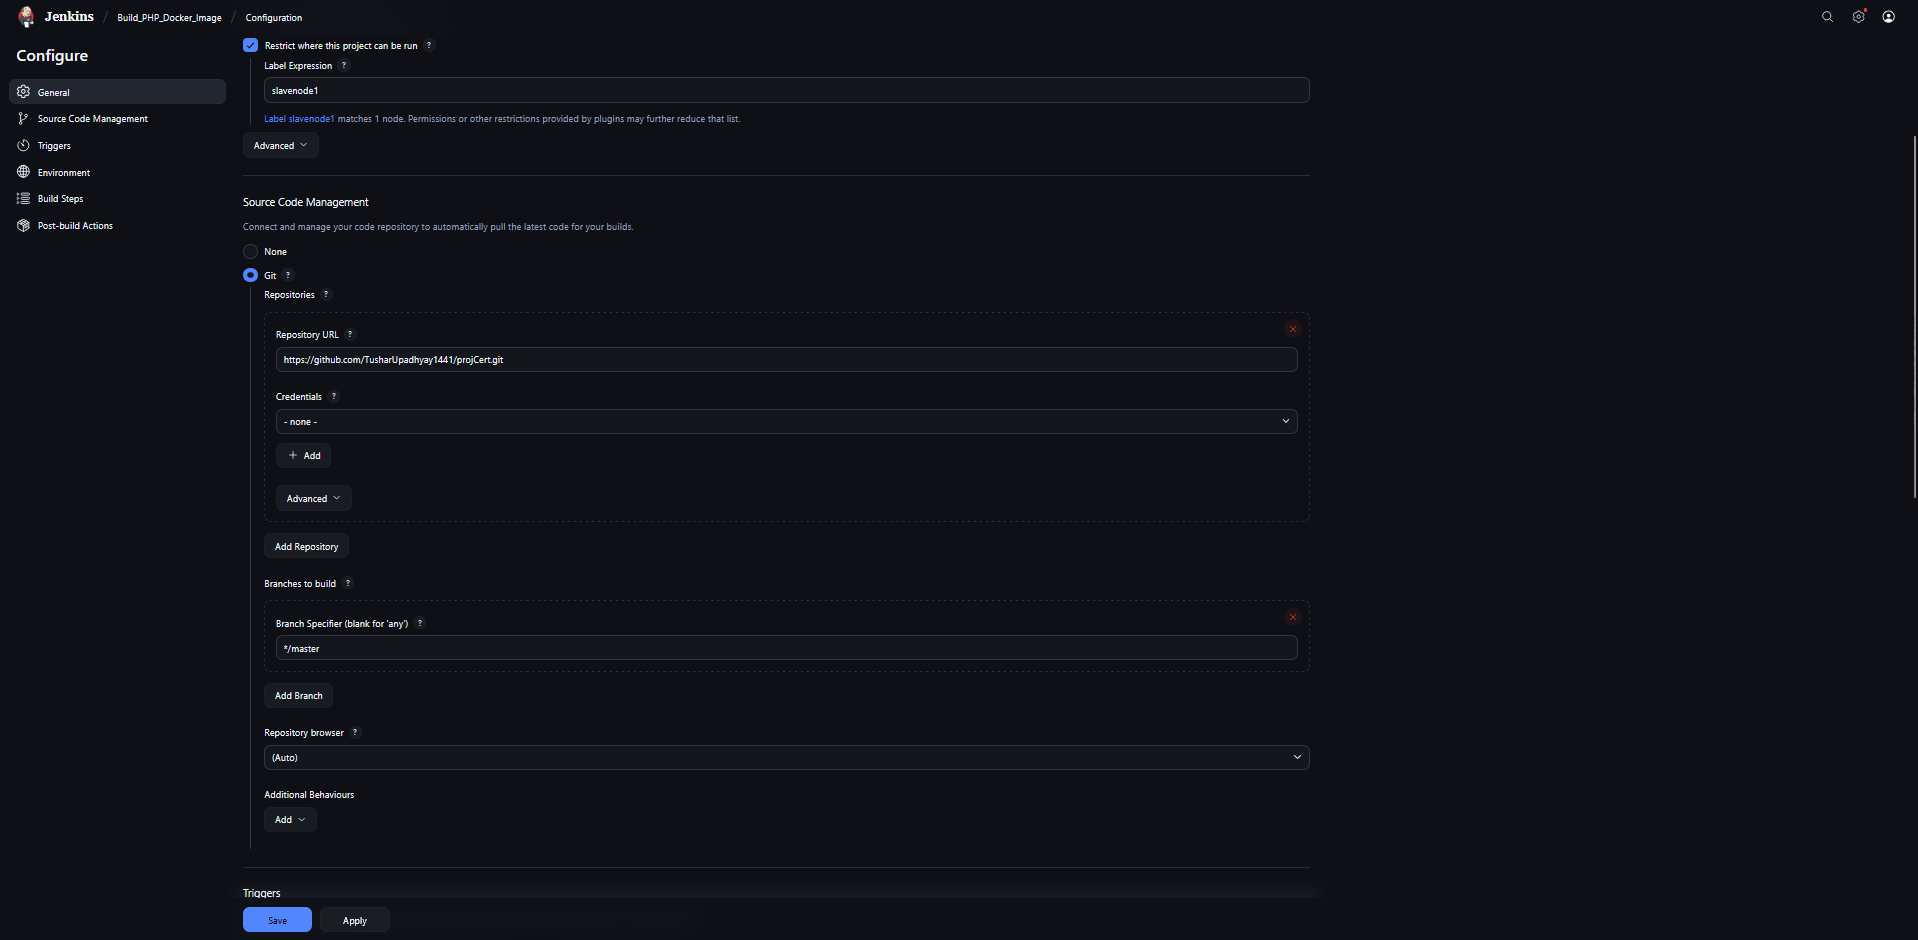 Jenkins / Build_PHP_Docker_Image / Configuration
Configure
General
Source Code Management
Triggers
Environment
Build Steps
Post-build Actions
Restrict where this project can be run ?
Label Expression ?
slavenode1
Label slavenode1 matches 1 node. Permissions or other restrictions provided by plugins may further reduce that list.
Advanced
Source Code Management
Connect and manage your code repository to automatically pull the latest code for your builds.
None
Git ?
Repositories ?
Repository URL ?
https://github.com/TusharUpadhyay1441/projCert.git
Credentials ?
- none -
+ Add
Advanced
Add Repository
Branches to build ?
Branch Specifier (blank for 'any') ?
*/master
Add Branch
Repository browser ?
(Auto)
Additional Behaviours
Add
Triggers
Save Apply